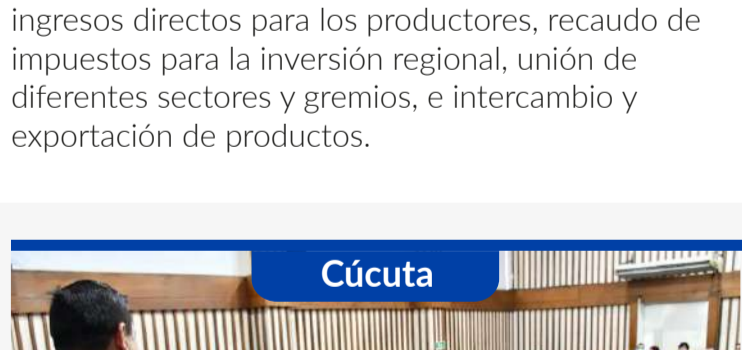 ingresos directos para los productores, recaudo de
impuestos para la inversión regional, unión de
diferentes sectores y gremios, e intercambio y
exportación de productos.
Cúcuta